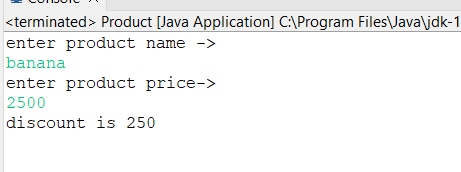 Console
<terminated> Product [Java Application] C:\Program Files\Java\jdk-1
enter product name ->
banana
enter product price->
2500
discount is 250